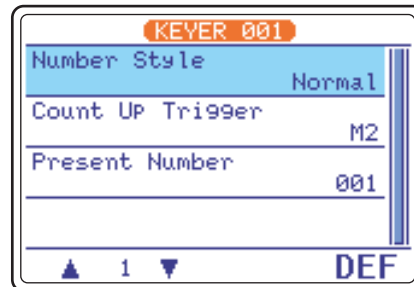 KEYER 001
Number Style
Normal
Count Up Trigger
M2
Present Number
001
▲ 1 ▼ DEF